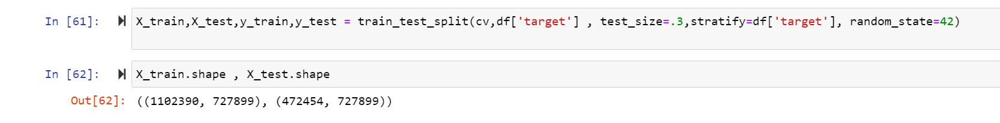 In [61]: X_train,X_test,y_train,y_test = train_test_split(cv,df['target'] , test_size=.3,stratify=df['target'], random_state=42)
In [62]: X_train.shape , X_test.shape
Out[62]: ((1102390, 727899), (472454, 727899))